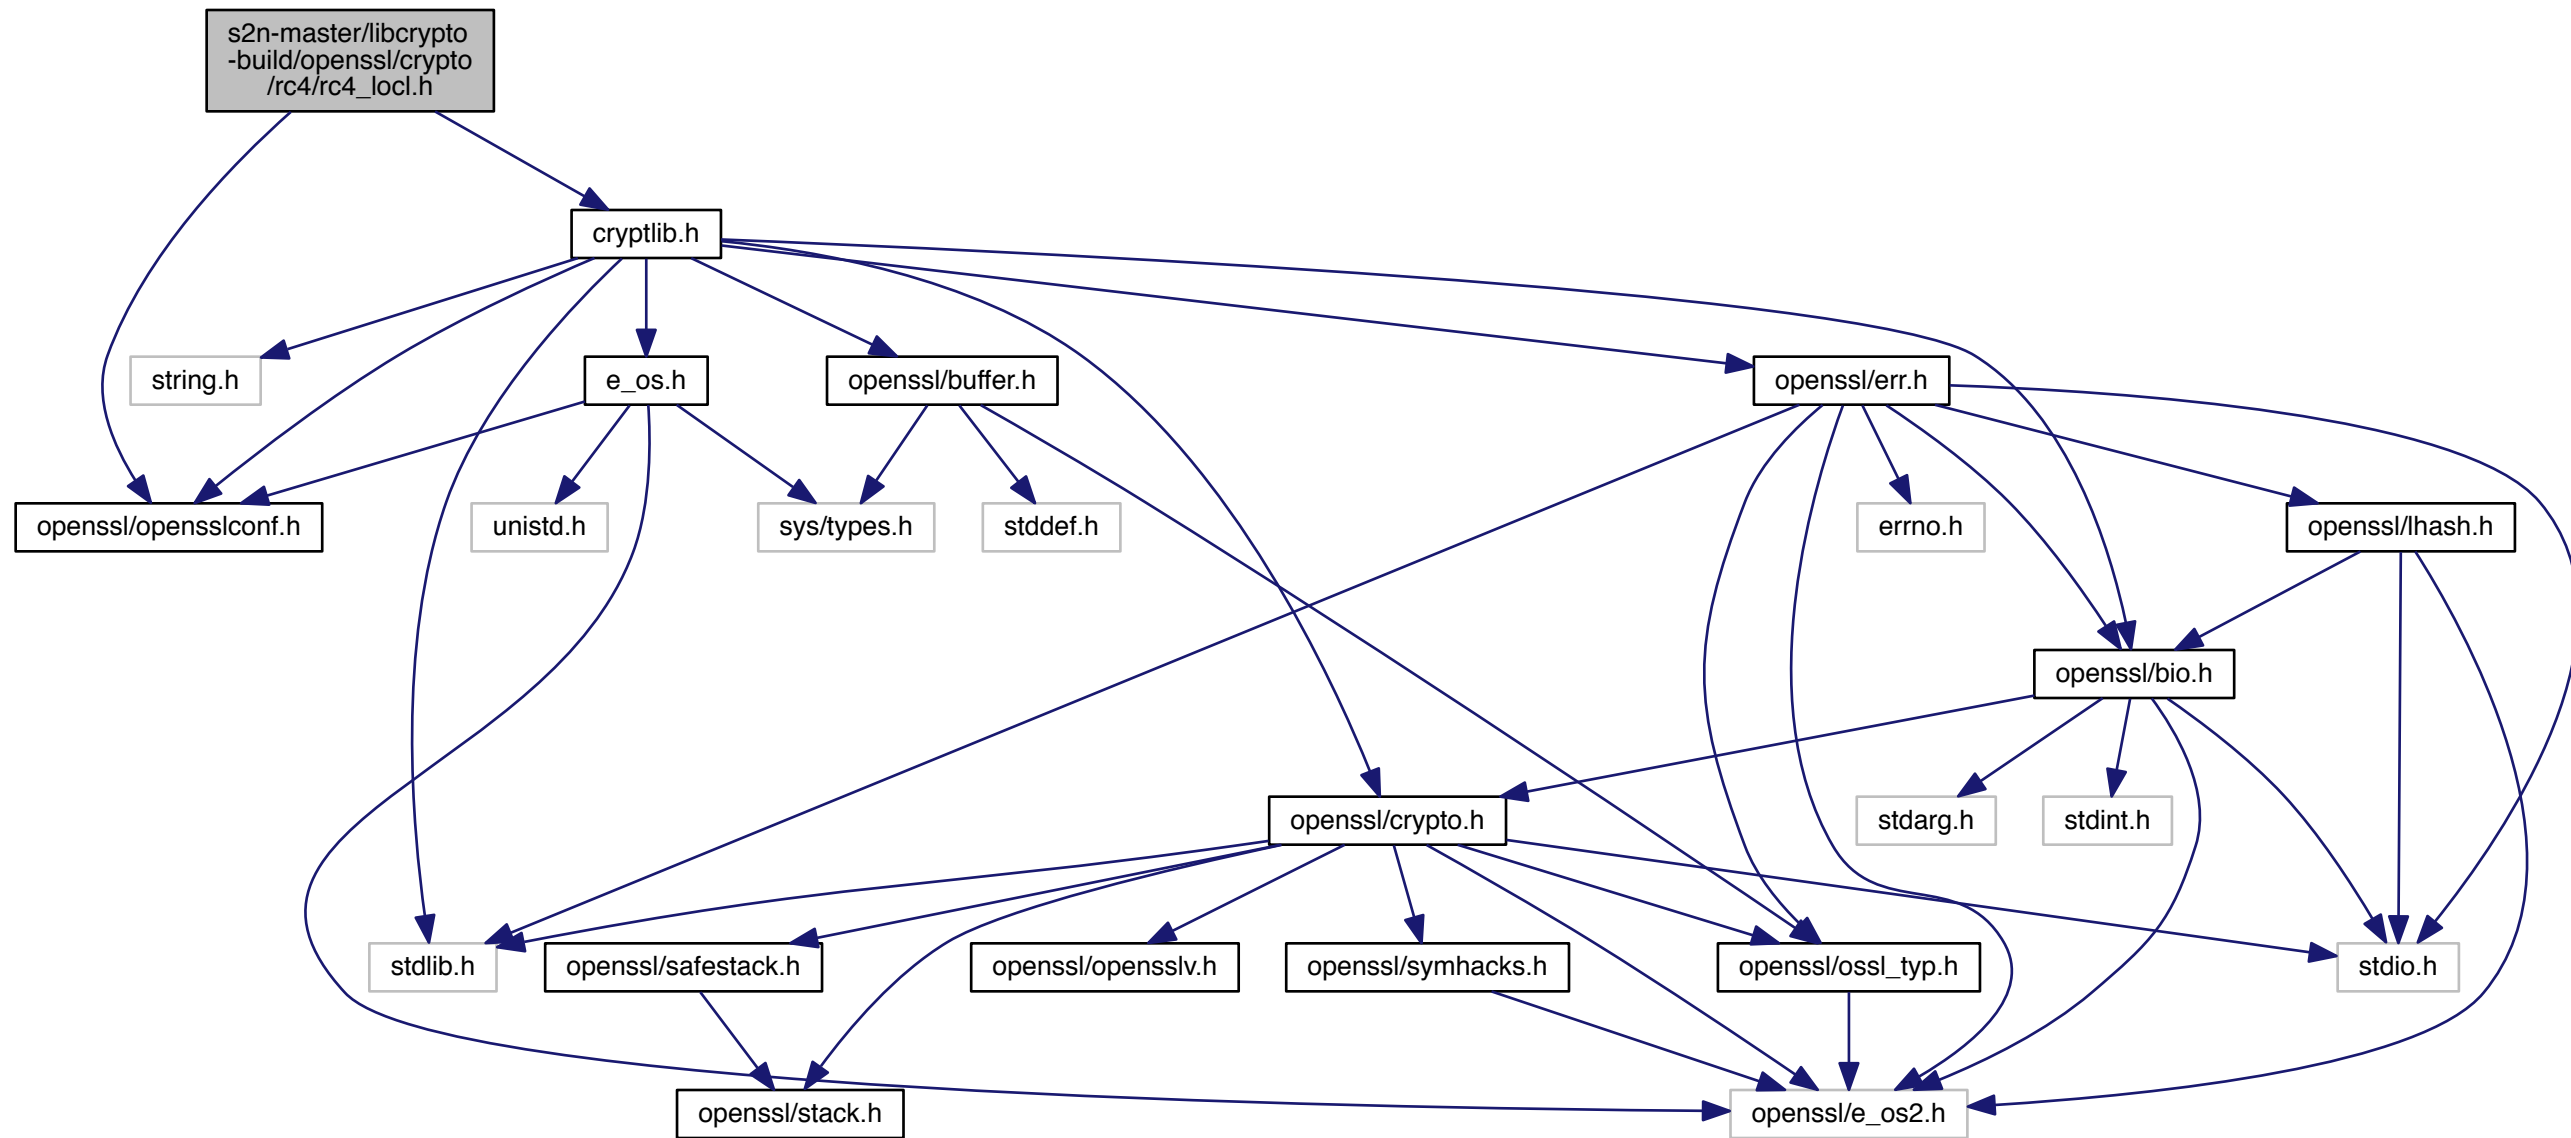 s2n-master/libcrypto
-build/openssl/crypto
/rc4/rc4_locl.h
cryptlib.h
string.h
e_os.h
openssl/buffer.h
openssl/err.h
openssl/opensslconf.h
unistd.h
sys/types.h
stddef.h
errno.h
openssl/lhash.h
openssl/bio.h
openssl/crypto.h
stdarg.h
stdint.h
stdlib.h
openssl/safestack.h
openssl/opensslv.h
openssl/symhacks.h
openssl/ossl_typ.h
stdio.h
openssl/stack.h
openssl/e_os2.h